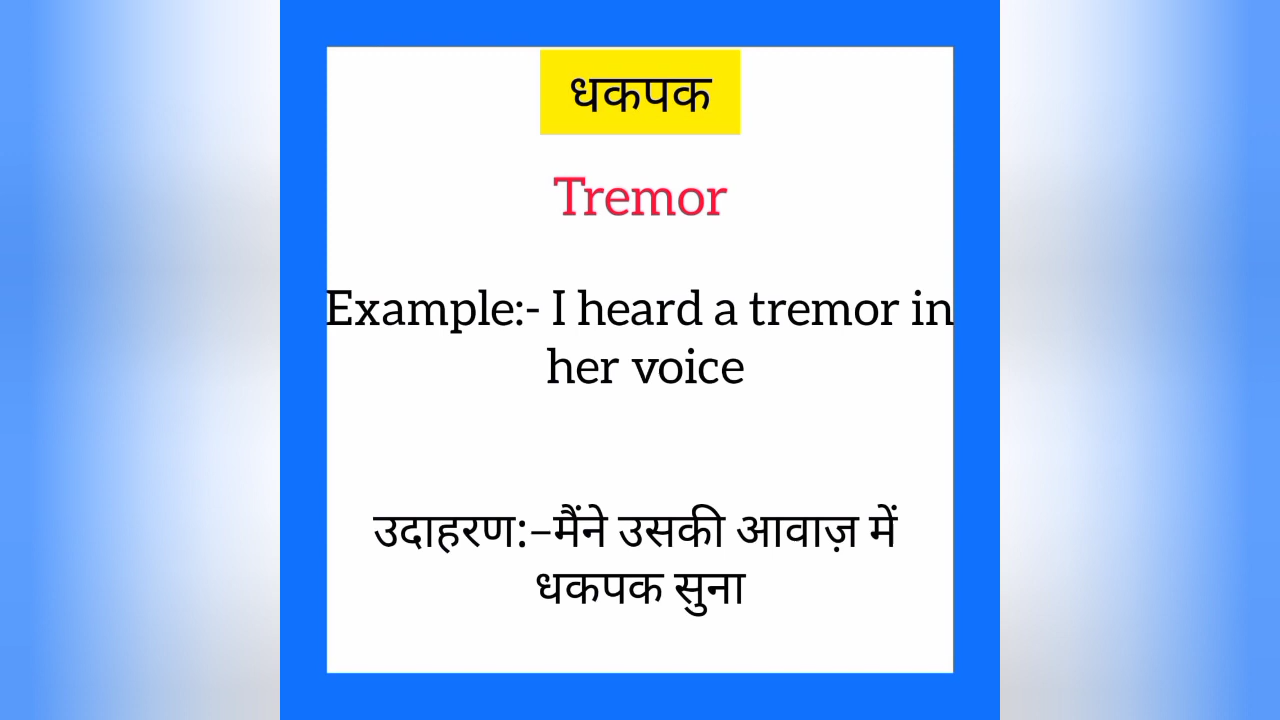 धकपक
Tremor
Example:- I heard a tremor in
her voice
उदाहरण:–मैंने उसकी आवाज़ में
धकपक सुना